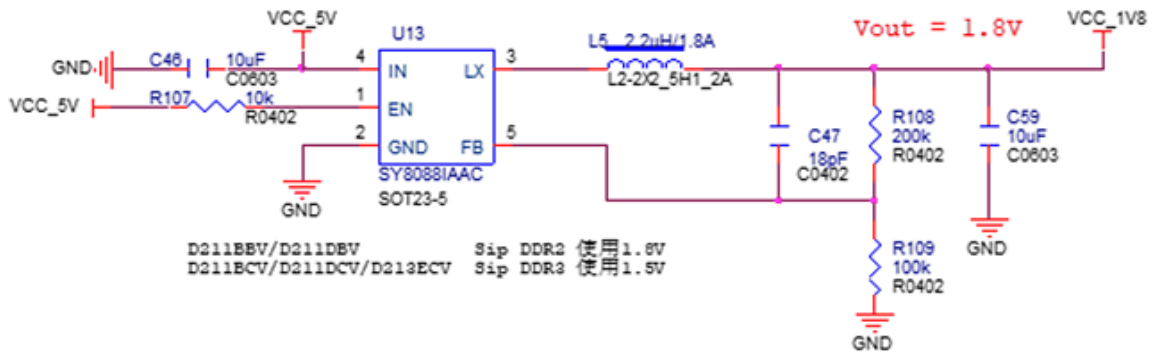 VCC_5V
U13
L5 2.2uH/1.8A
Vout = 1.8V
VCC_1V8
GND
C46
10uF
C0603
4
IN
LX
3
L2-2X2_5H1_2A
VCC_5V
R107
10k
R0402
1
EN
2
GND
FB
5
SY8088IAAC
SOT23-5
GND
C47
18pF
C0402
R108
200k
R0402
C59
10uF
C0603
GND
R109
100k
R0402
GND
D211BBV/D211DBV Sip DDR2 使用1.8V
D211BCV/D211DCV/D213ECV Sip DDR3 使用1.5V